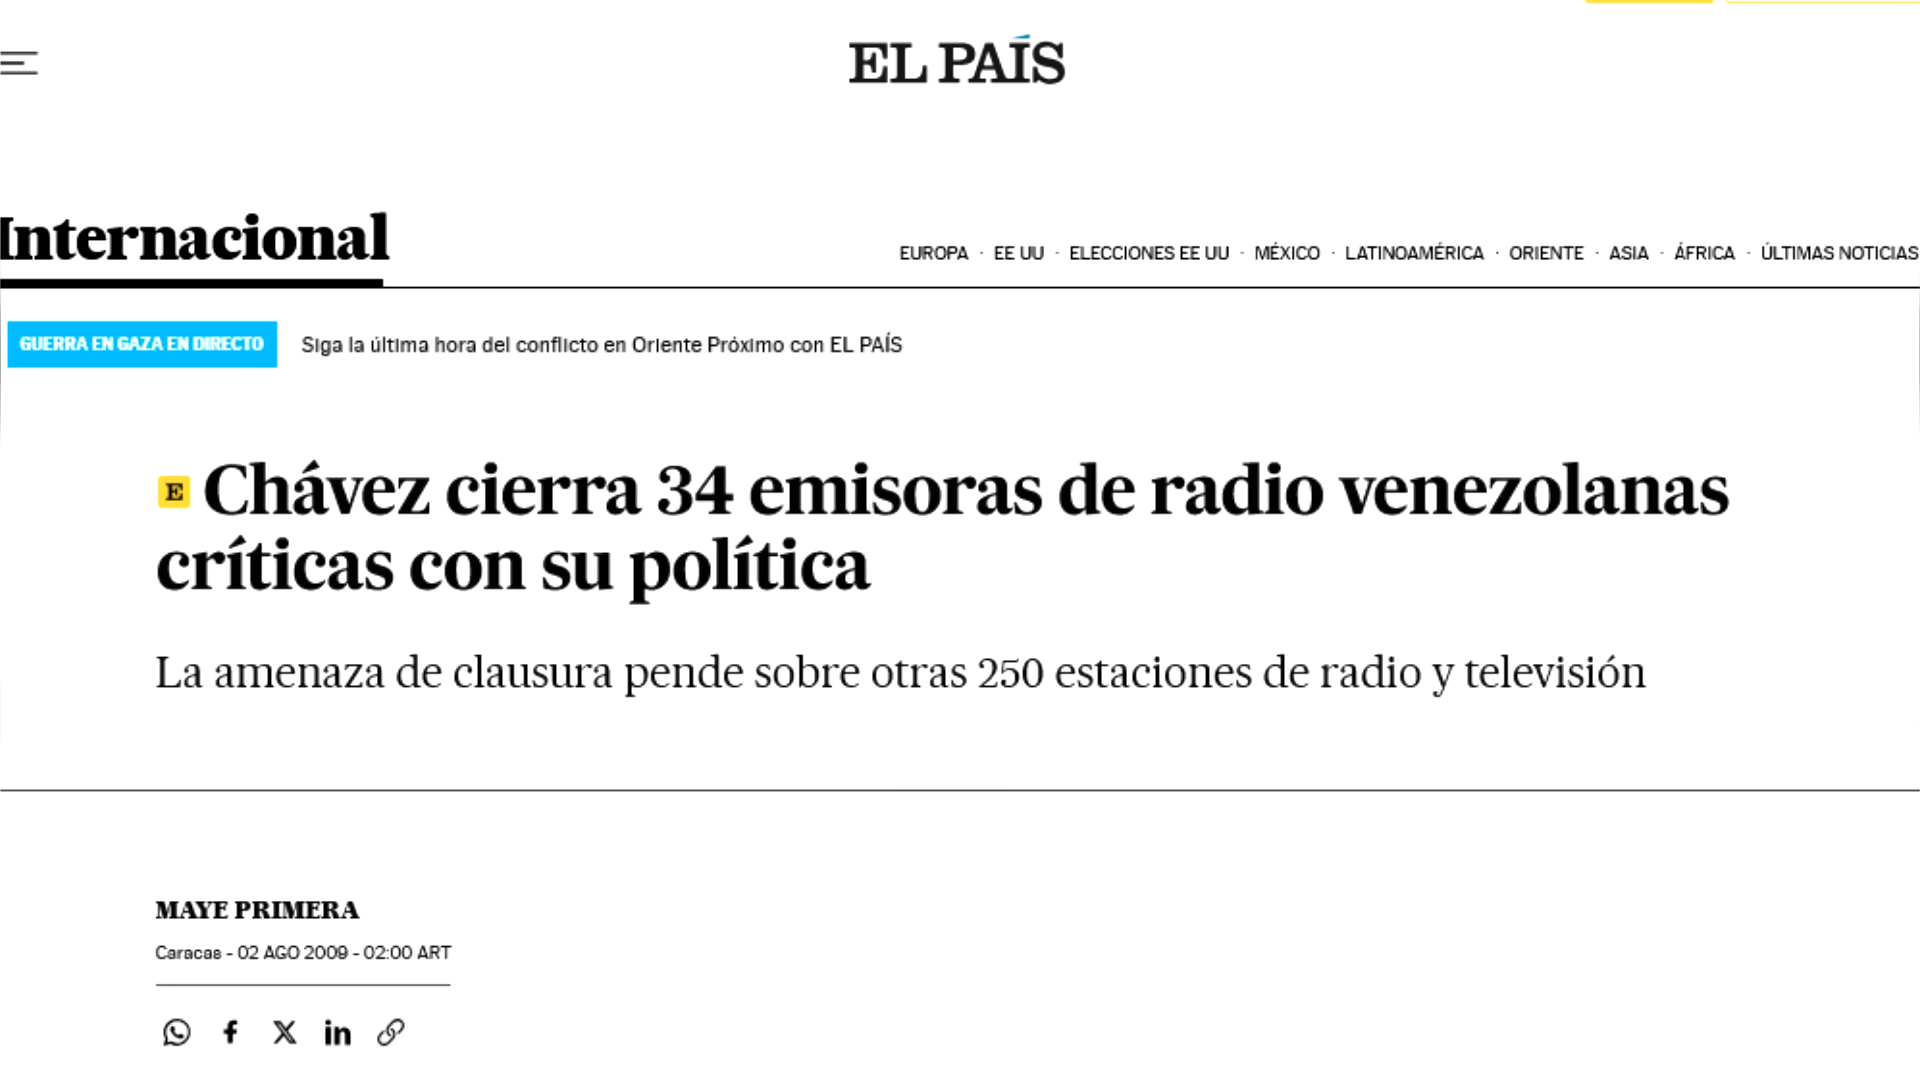 EL PAÍS
Internacional
EUROPA · EE UU · ELECCIONES EE UU · MÉXICO · LATINOAMÉRICA · ORIENTE · ASIA · ÁFRICA · ÚLTIMAS NOTICIAS
GUERRA EN GAZA EN DIRECTO Siga la última hora del conflicto en Oriente Próximo con EL PAÍS
E Chávez cierra 34 emisoras de radio venezolanas
críticas con su política
La amenaza de clausura pende sobre otras 250 estaciones de radio y televisión
MAYE PRIMERA
Caracas - 02 AGO 2009 - 02:00 ART